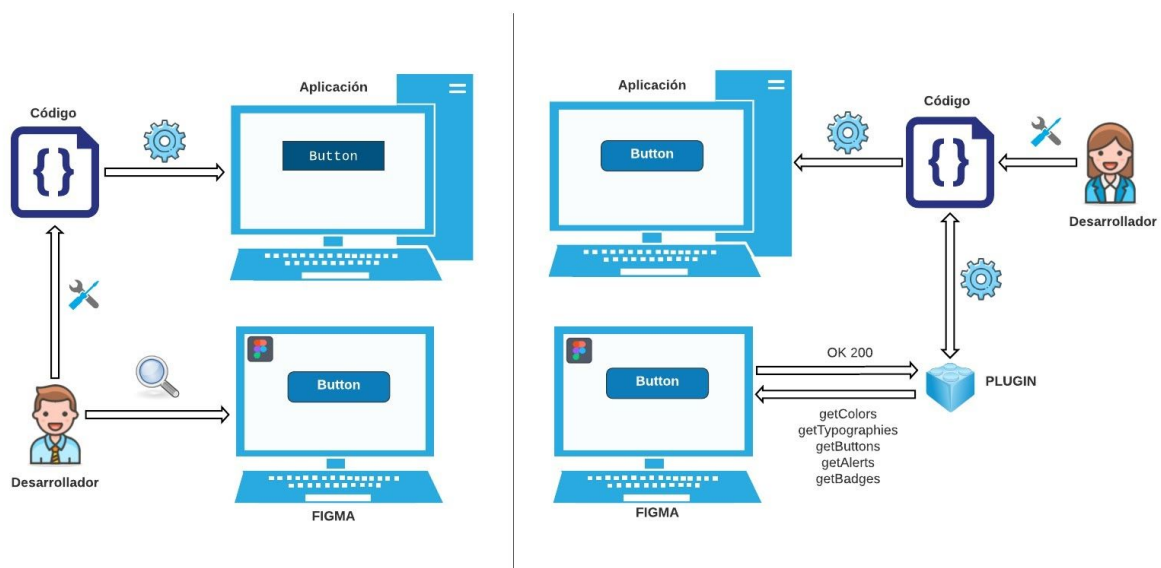 Código
Aplicación
Button
Button
Desarrollador
FIGMA
Aplicación
Button
Código
Desarrollador
Button
OK 200
PLUGIN
getColors
getTypographies
getButtons
getAlerts
getBadges
FIGMA